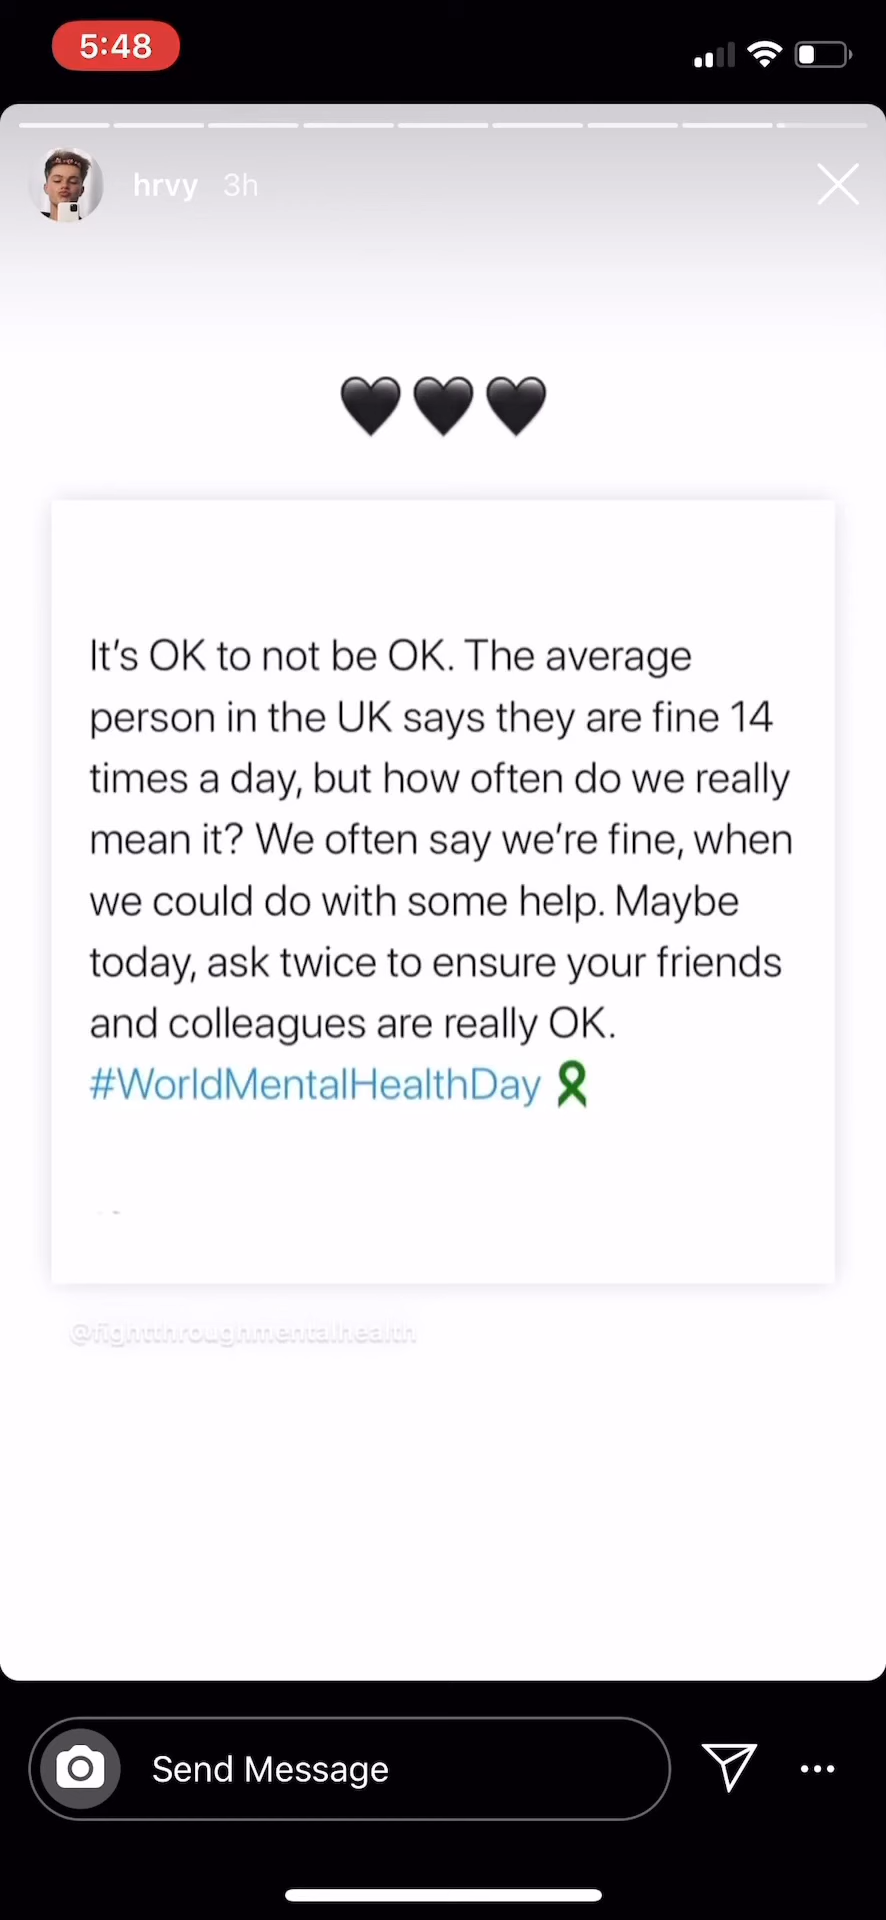 5:48
hrvy 3h
🖤🖤🖤
It's OK to not be OK. The average
person in the UK says they are fine 14
times a day, but how often do we really
mean it? We often say we're fine, when
we could do with some help. Maybe
today, ask twice to ensure your friends
and colleagues are really OK.
#WorldMentalHealthDay
@fightthroughmentalhealth
Send Message